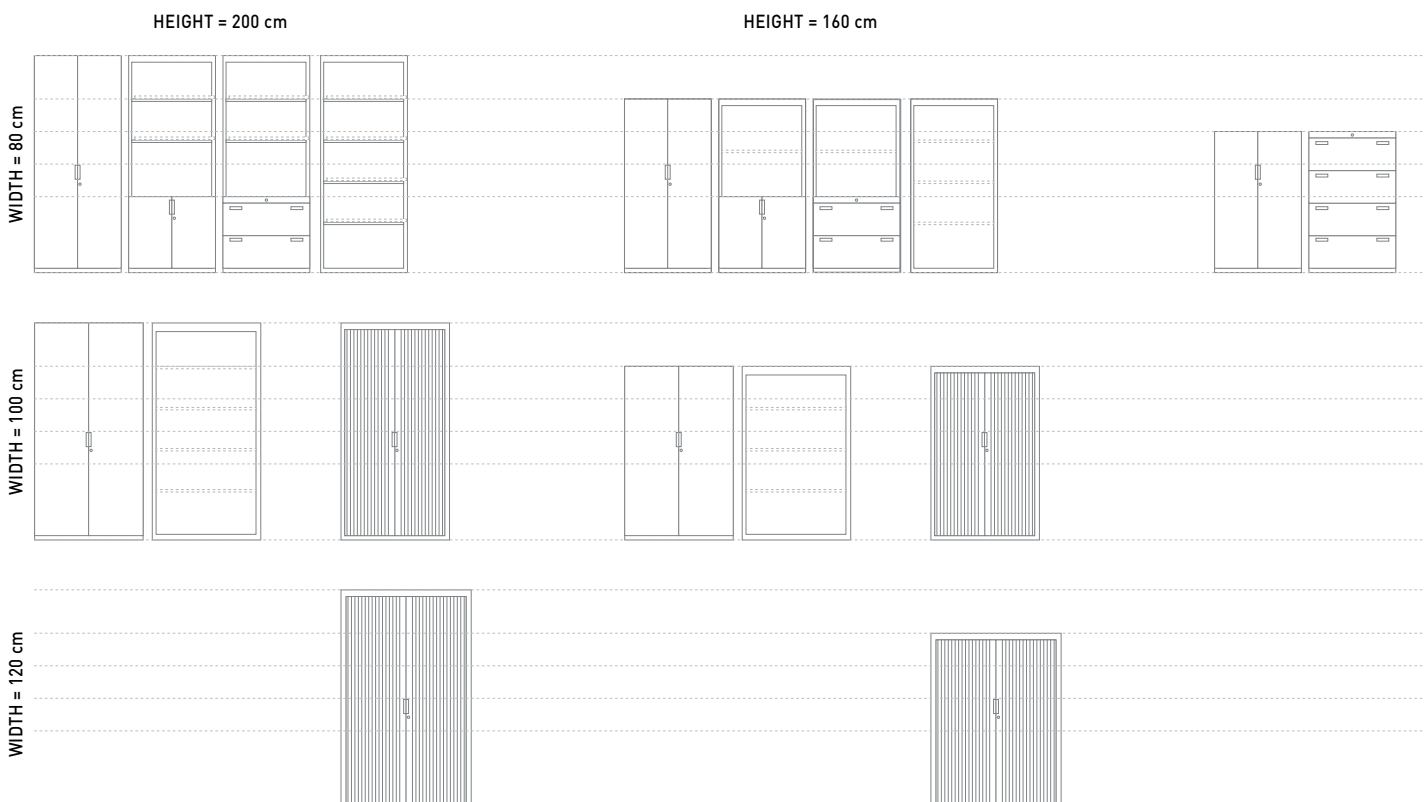 HEIGHT = 200 cm
HEIGHT = 160 cm
WIDTH = 80 cm
WIDTH = 100 cm
WIDTH = 120 cm